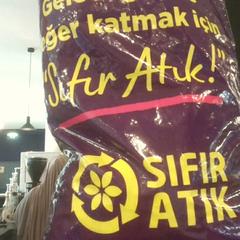 ğer katmak için
"Sıfır Atık!"
SIFIR
ATIK